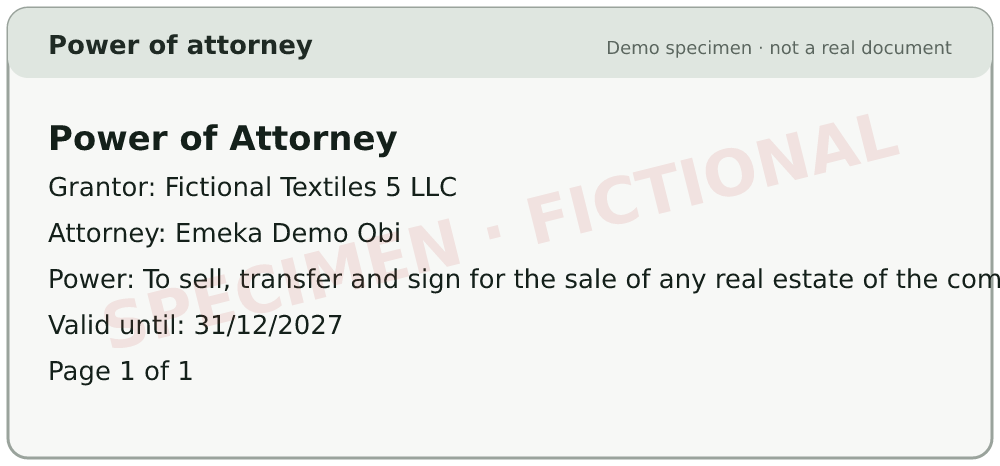 Power of attorney
Demo specimen · not a real document
Power of Attorney
Grantor: Fictional Textiles 5 LLC
Attorney: Emeka Demo Obi
Power: To sell, transfer and sign for the sale of any real estate of the
Valid until: 31/12/2027
Page 1 of 1
SPECIMEN · FICTIONAL